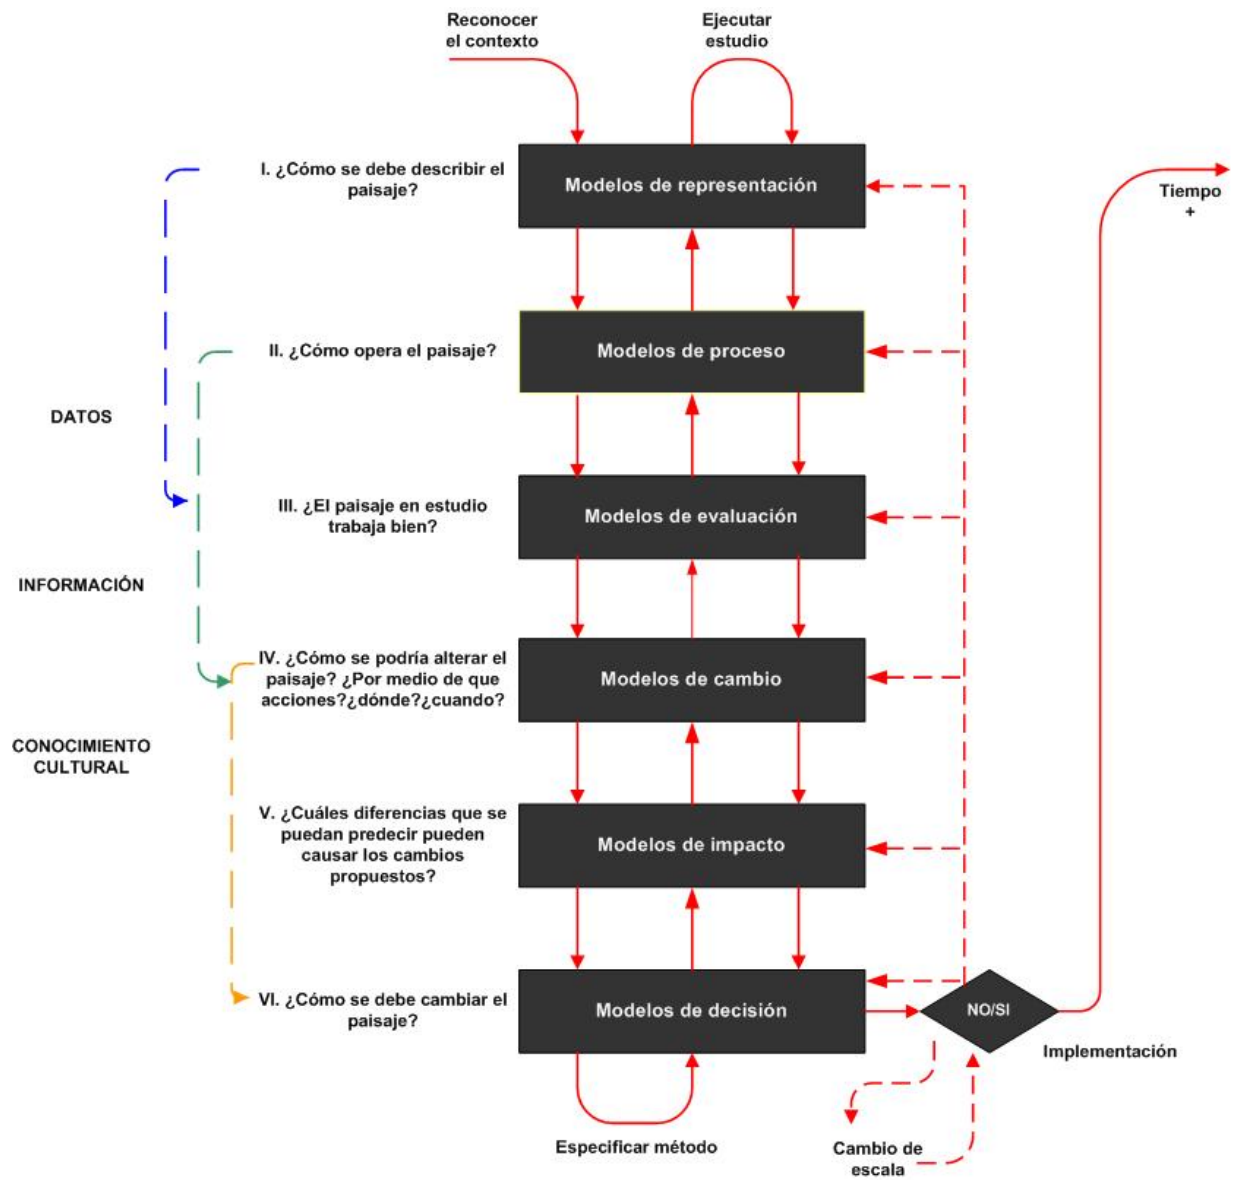 Reconocer
el contexto
Ejecutar
estudio
I. ¿Cómo se debe describir el
paisaje?
Modelos de representación
Tiempo
+
II. ¿Cómo opera el paisaje?
Modelos de proceso
DATOS
III. ¿El paisaje en estudio
trabaja bien?
Modelos de evaluación
INFORMACIÓN
IV. ¿Cómo se podría alterar el
paisaje? ¿Por medio de que
acciones?¿dónde?¿cuando?
Modelos de cambio
CONOCIMIENTO
CULTURAL
V. ¿Cuáles diferencias que se
puedan predecir pueden
causar los cambios
propuestos?
Modelos de impacto
VI. ¿Cómo se debe cambiar el
paisaje?
Modelos de decisión
NO/SI
Implementación
Especificar método
Cambio de
escala